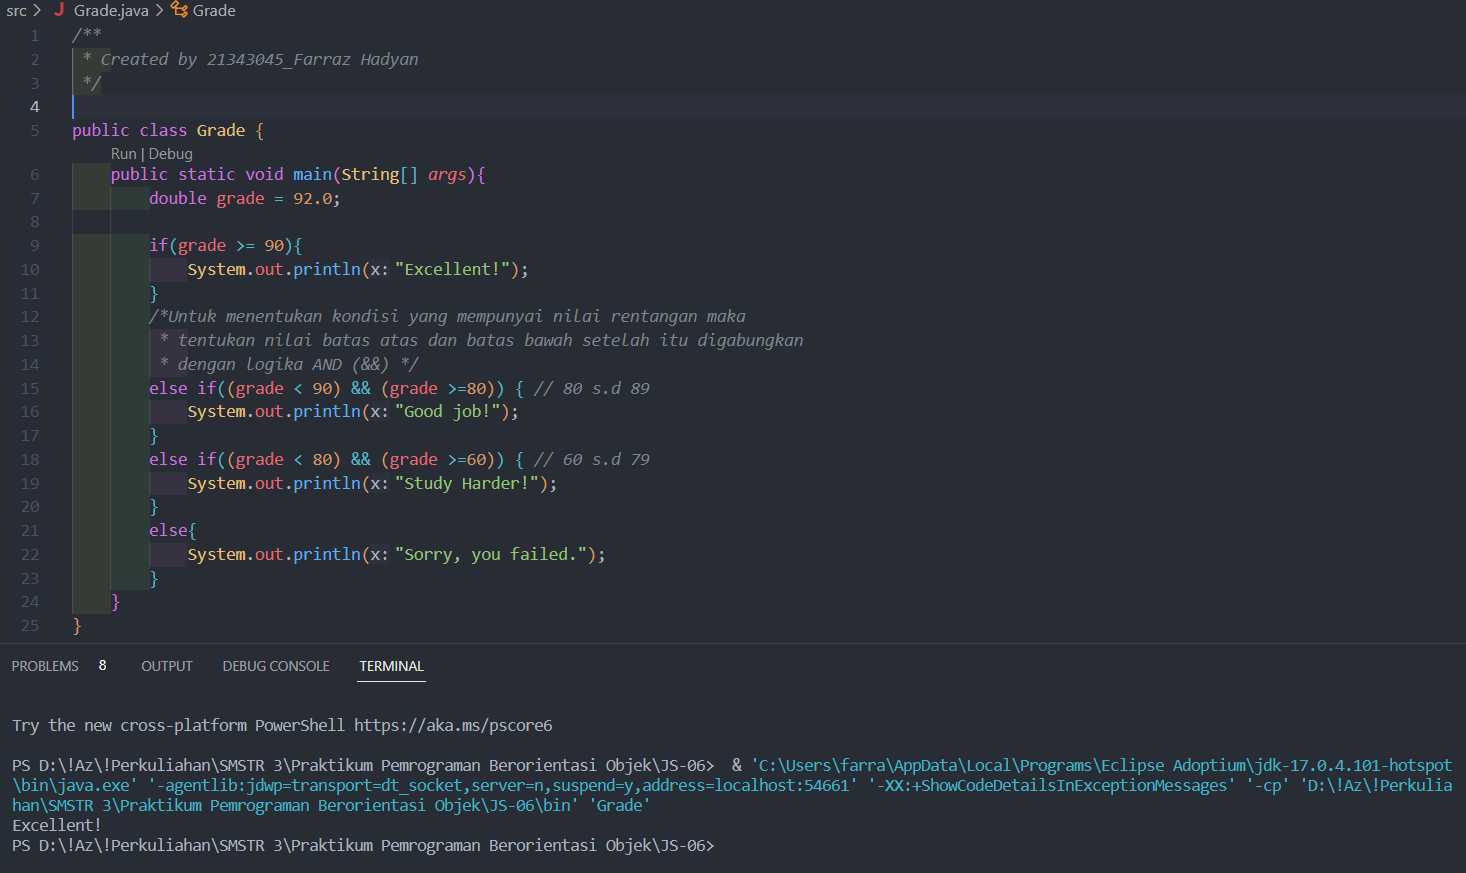 src > Grade.java > Grade
1 /**
2 * Created by 21343045_Farraz Hadyan
3 */
4
5 public class Grade {
Run | Debug
6 public static void main(String[] args){
7 double grade = 92.0;
8
9 if(grade >= 90){
10 System.out.println(x: "Excellent!");
11 }
12 /*Untuk menentukan kondisi yang mempunyai nilai rentangan maka
13 * tentukan nilai batas atas dan batas bawah setelah itu digabungkan
14 * dengan logika AND (&&) */
15 else if((grade < 90) && (grade >=80)) { // 80 s.d 89
16 System.out.println(x: "Good job!");
17 }
18 else if((grade < 80) && (grade >=60)) { // 60 s.d 79
19 System.out.println(x: "Study Harder!");
20 }
21 else{
22 System.out.println(x: "Sorry, you failed.");
23 }
24 }
25 }
PROBLEMS 8 OUTPUT DEBUG CONSOLE TERMINAL
Try the new cross-platform PowerShell https://aka.ms/pscore6
PS D:\!Az\!Perkuliahan\SMSTR 3\Praktikum Pemrograman Berorientasi Objek\JS-06>  & 'C:\Users\farra\AppData\Local\Programs\Eclipse Adoptium\jdk-17.0.4.101-hotspot
\bin\java.exe' '-agentlib:jdwp=transport=dt_socket,server=n,suspend=y,address=localhost:54661' '-XX:+ShowCodeDetailsInExceptionMessages' '-cp' 'D:\!Az\!Perkulia
han\SMSTR 3\Praktikum Pemrograman Berorientasi Objek\JS-06\bin' 'Grade'
Excellent!
PS D:\!Az\!Perkuliahan\SMSTR 3\Praktikum Pemrograman Berorientasi Objek\JS-06>